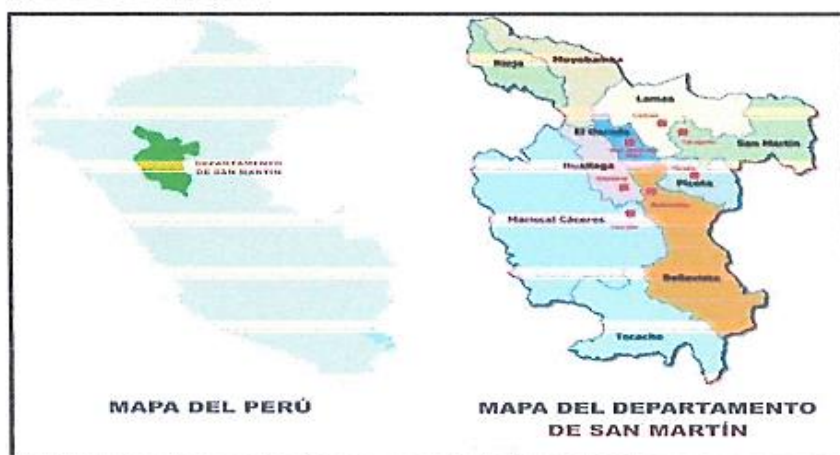 DEPARTAMENTO
DE SAN MARTÍN
MAPA DEL PERÚ
Rioja
Moyobamba
Lamas
El Dorado
San Martín
Huallaga
Picota
Mariscal Cáceres
Bellavista
Tocache
MAPA DEL DEPARTAMENTO
DE SAN MARTÍN